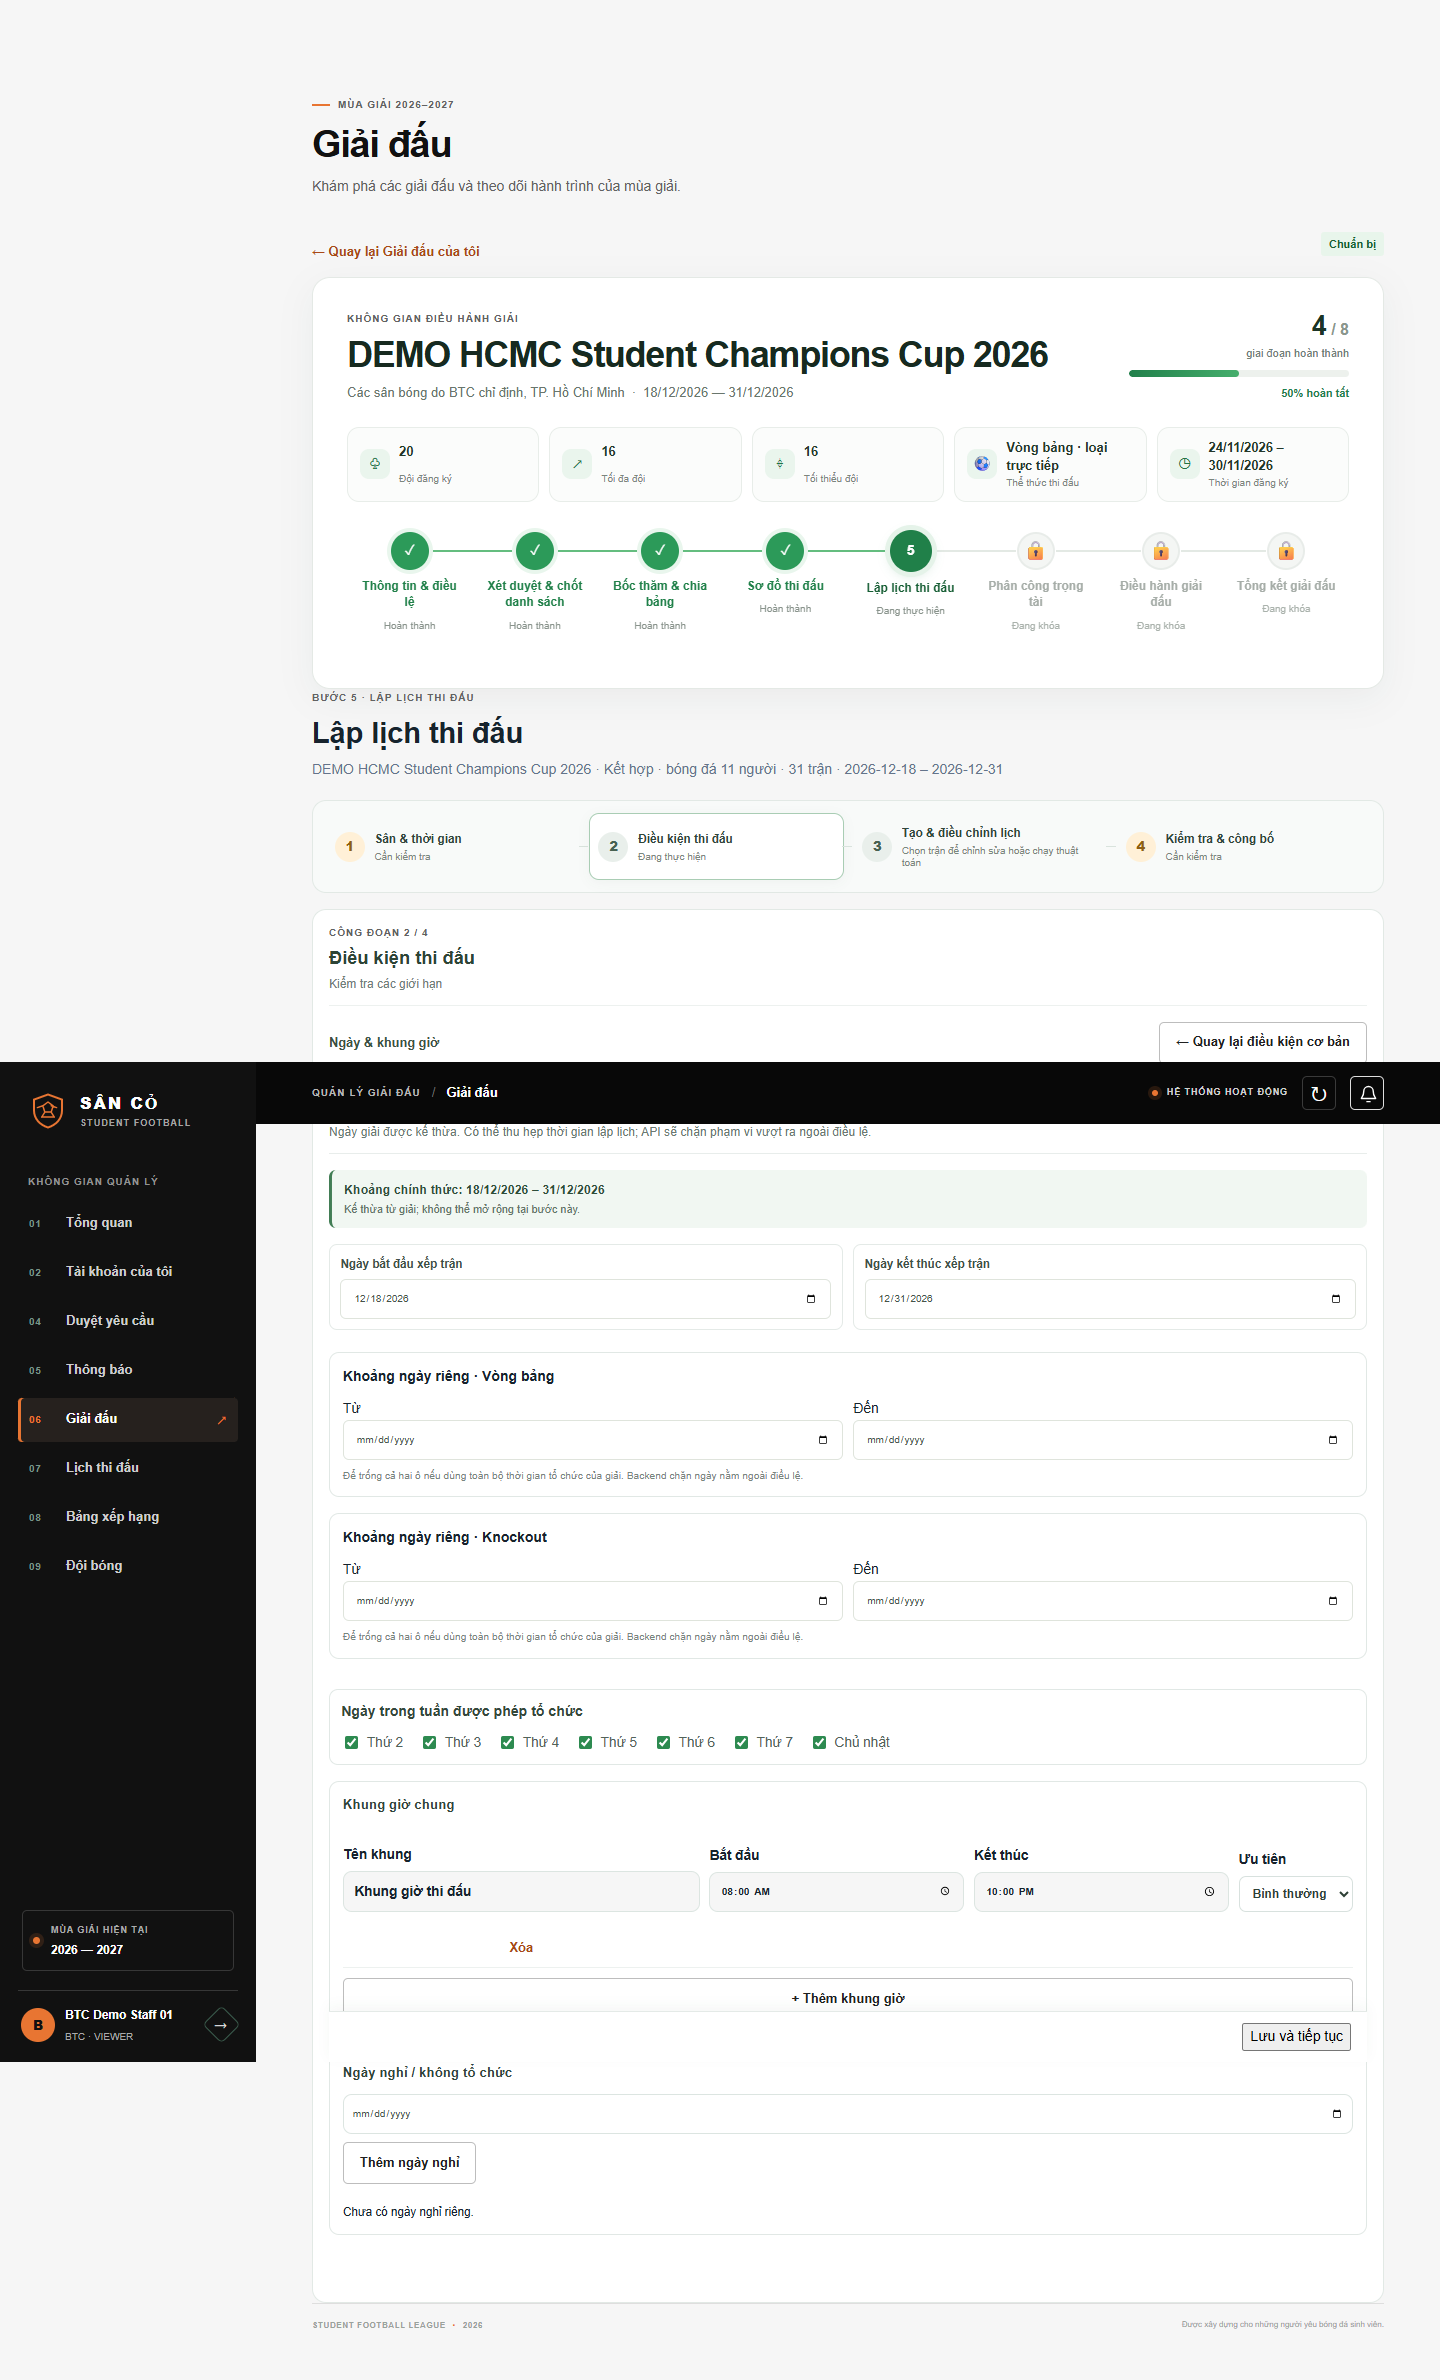 MÙA GIẢI 2026–2027
Giải đấu
Khám phá các giải đấu và theo dõi hành trình của mùa giải.
← Quay lại Giải đấu của tôi
Chuẩn bị
KHÔNG GIAN ĐIỀU HÀNH GIẢI
DEMO HCMC Student Champions Cup 2026
Các sân bóng do BTC chỉ định, TP. Hồ Chí Minh · 18/12/2026 — 31/12/2026
4 / 8
giai đoạn hoàn thành
50% hoàn tất
20
Đội đăng ký
16
Tối đa đội
16
Tối thiểu đội
Vòng bảng · loại
trực tiếp
Thể thức thi đấu
24/11/2026 –
30/11/2026
Thời gian đăng ký
✓
Thông tin & điều
lệ
Hoàn thành
✓
Xét duyệt & chốt
danh sách
Hoàn thành
✓
Bốc thăm & chia
bảng
Hoàn thành
✓
Sơ đồ thi đấu
Hoàn thành
5
Lập lịch thi đấu
Đang thực hiện
Phân công trọng
tài
Đang khóa
Điều hành giải
đấu
Đang khóa
Tổng kết giải đấu
Đang khóa
BƯỚC 5 · LẬP LỊCH THI ĐẤU
Lập lịch thi đấu
DEMO HCMC Student Champions Cup 2026 · Kết hợp · bóng đá 11 người · 31 trận · 2026-12-18 – 2026-12-31
1
Sân & thời gian
Cần kiểm tra
2
Điều kiện thi đấu
Đang thực hiện
3
Tạo & điều chỉnh lịch
Chọn trận để chỉnh sửa hoặc chạy thuật
toán
4
Kiểm tra & công bố
Cần kiểm tra
CÔNG ĐOẠN 2 / 4
Điều kiện thi đấu
Kiểm tra các giới hạn
Ngày & khung giờ
← Quay lại điều kiện cơ bản
SÂN CỎ
STUDENT FOOTBALL
QUẢN LÝ GIẢI ĐẤU / Giải đấu
HỆ THỐNG HOẠT ĐỘNG
Ngày giải được kế thừa. Có thể thu hẹp thời gian lập lịch; API sẽ chặn phạm vi vượt ra ngoài điều lệ.
KHÔNG GIAN QUẢN LÝ
01 Tổng quan
02 Tài khoản của tôi
04 Duyệt yêu cầu
05 Thông báo
06 Giải đấu ↗
07 Lịch thi đấu
08 Bảng xếp hạng
09 Đội bóng
MÙA GIẢI HIỆN TẠI
2026 — 2027
B
BTC Demo Staff 01
BTC · VIEWER
→
Khoảng chính thức: 18/12/2026 – 31/12/2026
Kế thừa từ giải; không thể mở rộng tại bước này.
Ngày bắt đầu xếp trận
12/18/2026
Ngày kết thúc xếp trận
12/31/2026
Khoảng ngày riêng · Vòng bảng
Từ
mm/dd/yyyy
Đến
mm/dd/yyyy
Để trống cả hai ô nếu dùng toàn bộ thời gian tổ chức của giải. Backend chặn ngày nằm ngoài điều lệ.
Khoảng ngày riêng · Knockout
Từ
mm/dd/yyyy
Đến
mm/dd/yyyy
Để trống cả hai ô nếu dùng toàn bộ thời gian tổ chức của giải. Backend chặn ngày nằm ngoài điều lệ.
Ngày trong tuần được phép tổ chức
Thứ 2 Thứ 3 Thứ 4 Thứ 5 Thứ 6 Thứ 7 Chủ nhật
Khung giờ chung
Tên khung
Khung giờ thi đấu
Bắt đầu
08:00 AM
Kết thúc
10:00 PM
Ưu tiên
Bình thường
Xóa
+ Thêm khung giờ
Lưu và tiếp tục
Ngày nghỉ / không tổ chức
mm/dd/yyyy
Thêm ngày nghỉ
Chưa có ngày nghỉ riêng.
STUDENT FOOTBALL LEAGUE • 2026
Được xây dựng cho những người yêu bóng đá sinh viên.